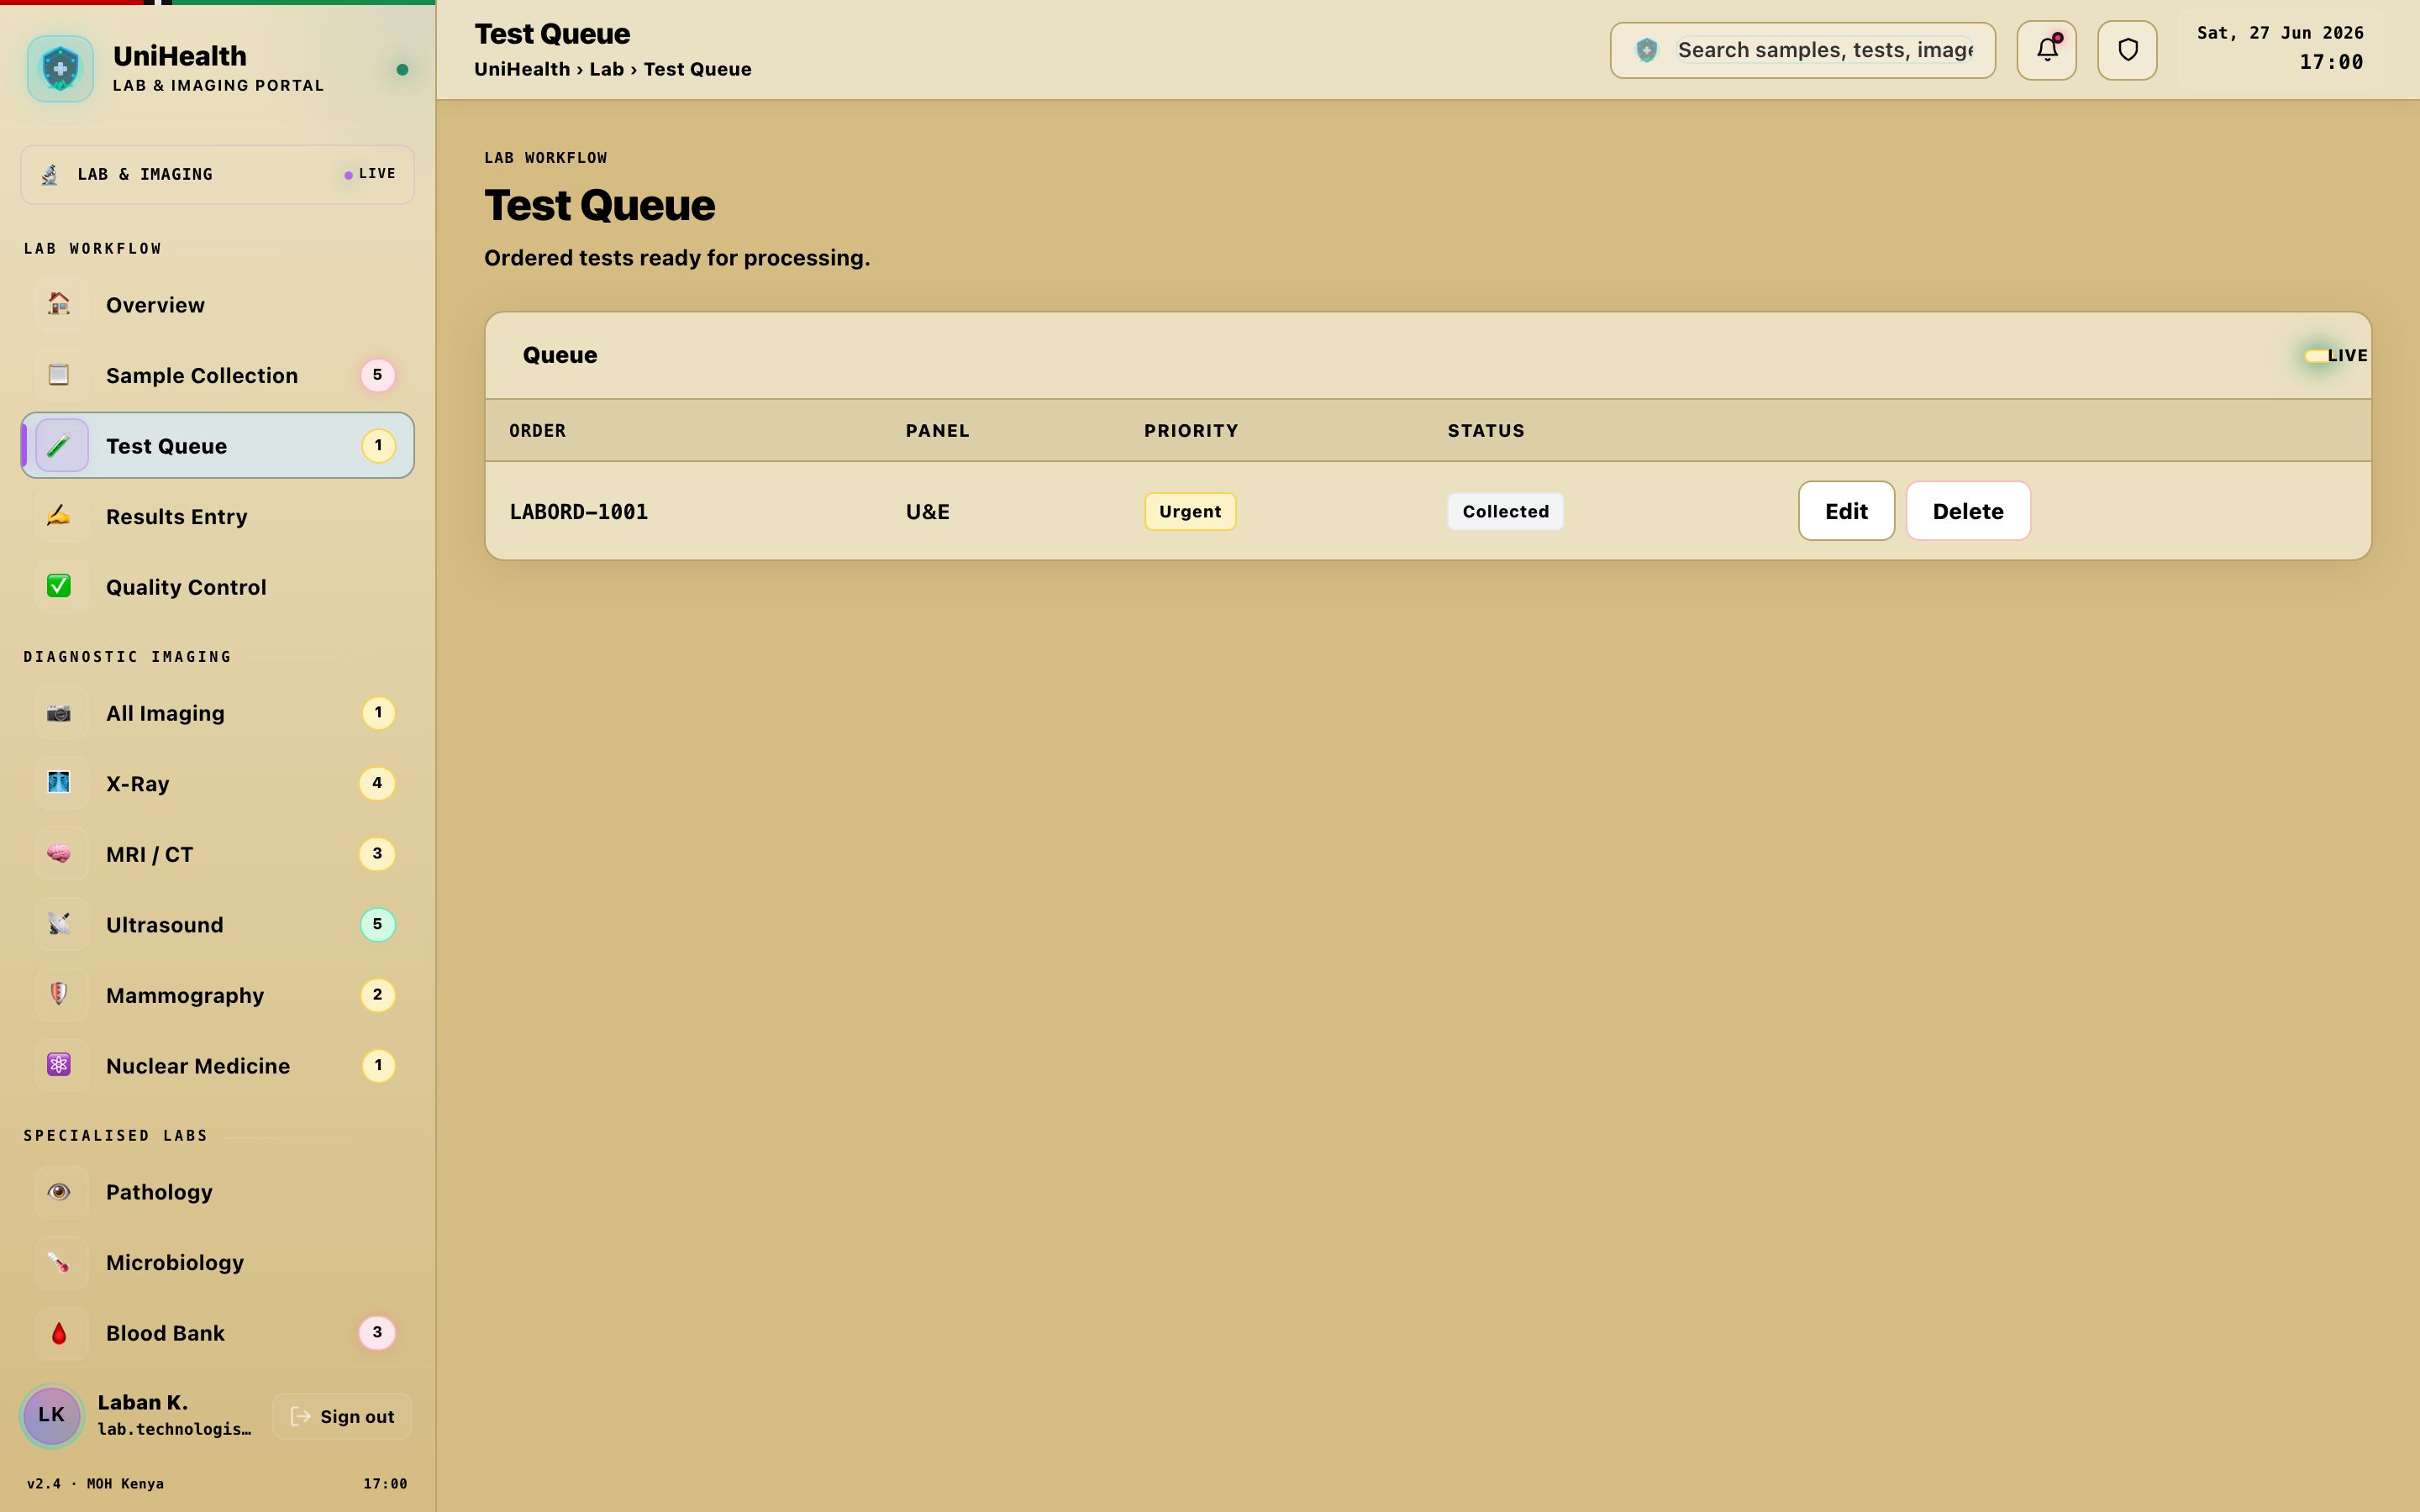 UniHealth
LAB & IMAGING PORTAL
LAB & IMAGING
LIVE
LAB WORKFLOW
Overview
Sample Collection 5
Test Queue 1
Results Entry
Quality Control
DIAGNOSTIC IMAGING
All Imaging 1
X-Ray 4
MRI / CT 3
Ultrasound 5
Mammography 2
Nuclear Medicine 1
SPECIALISED LABS
Pathology
Microbiology
Blood Bank 3
LK
Laban K.
lab.technologis…
Sign out
v2.4 · MOH Kenya 17:00
Test Queue
UniHealth › Lab › Test Queue
Search samples, tests, image
Sat, 27 Jun 2026
17:00
LAB WORKFLOW
Test Queue
Ordered tests ready for processing.
Queue
LIVE
ORDER PANEL PRIORITY STATUS
LABORD-1001 U&E Urgent Collected Edit Delete